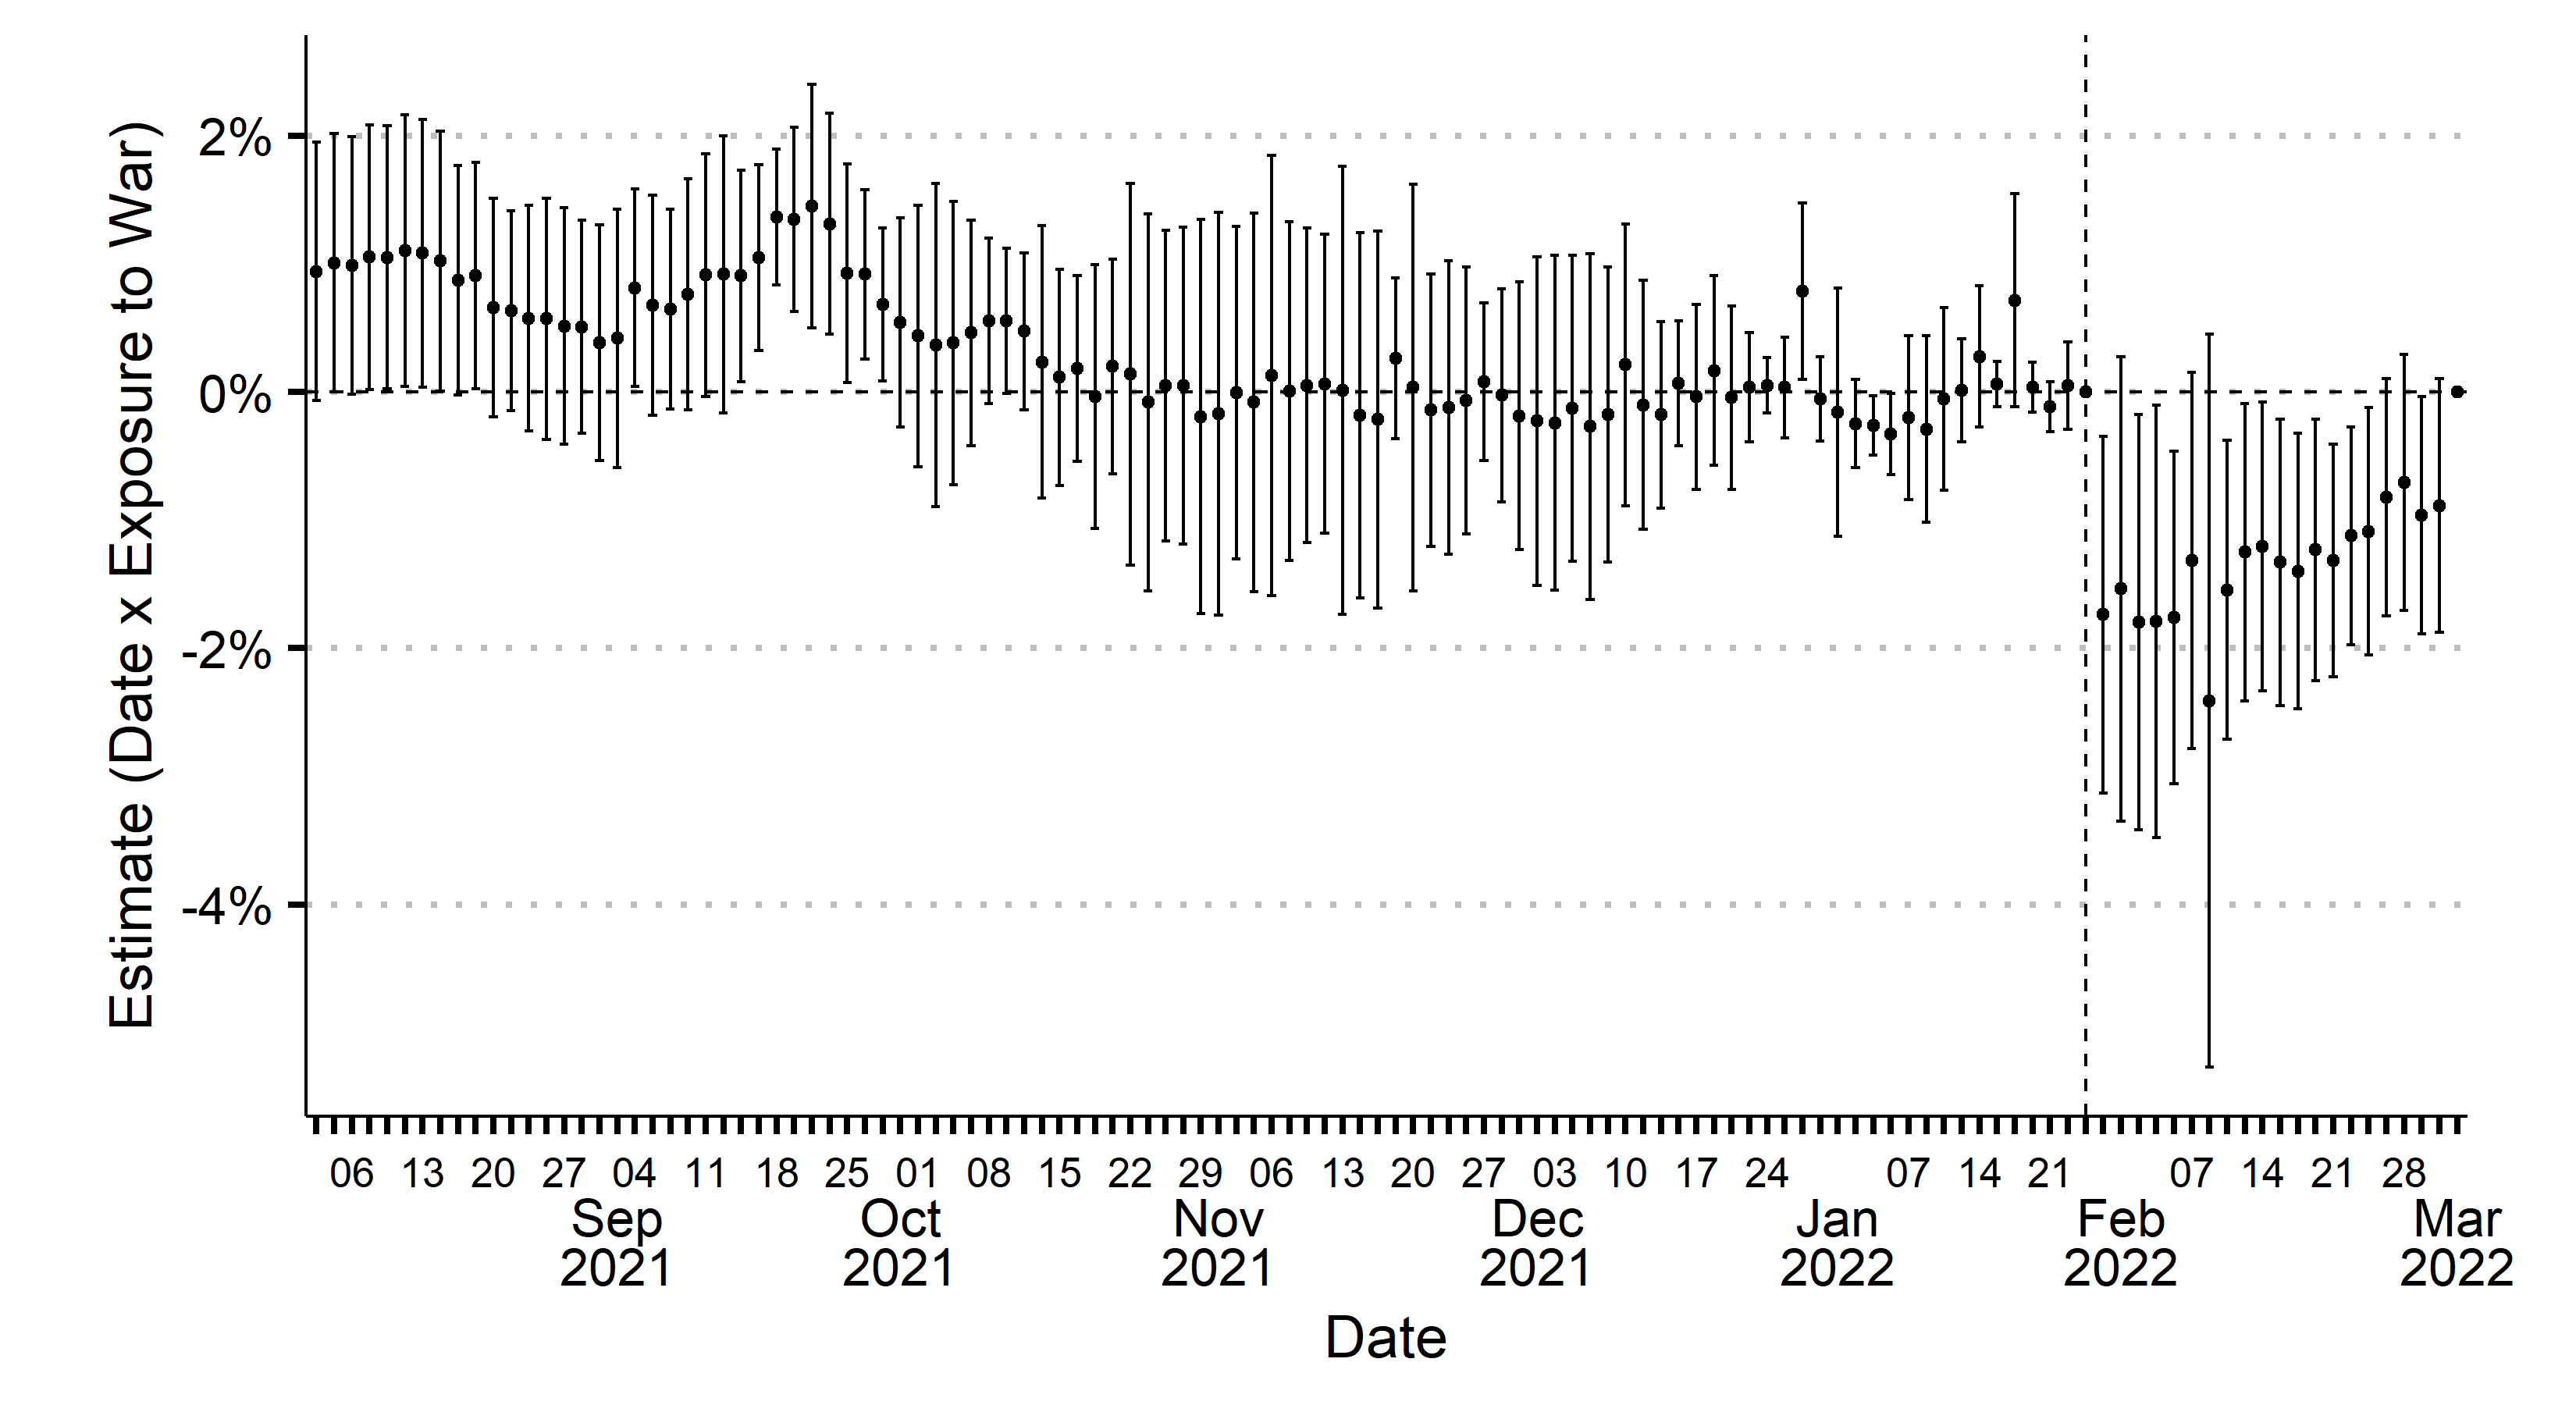 Estimate (Date x Exposure to War)
2%
0%
-2%
-4%
06 13 20 27 04 11 18 25 01 08 15 22 29 06 13 20 27 03 10 17 24 07 14 21 07 14 21 28
Sep Oct Nov Dec Jan Feb Mar
2021 2021 2021 2021 2022 2022 2022
Date